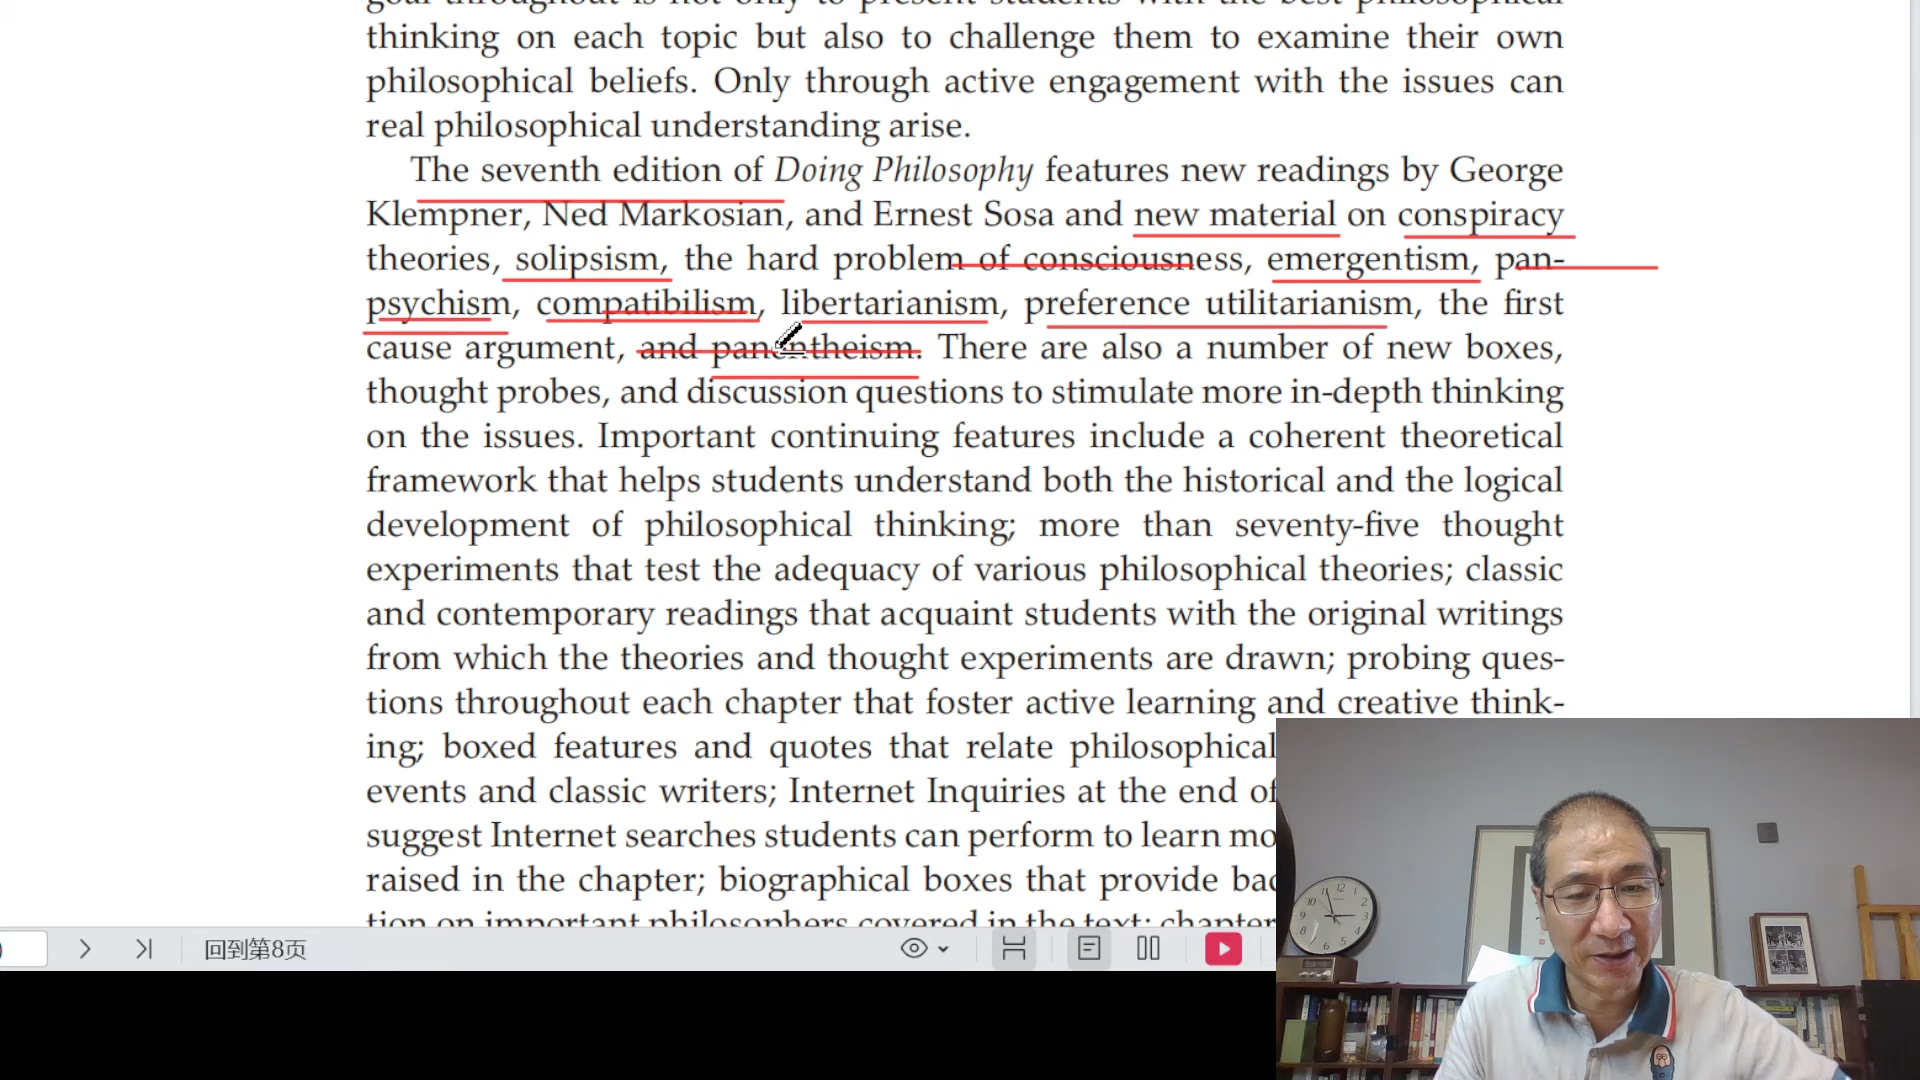 thinking on each topic but also to challenge them to examine their own
philosophical beliefs. Only through active engagement with the issues can
real philosophical understanding arise.
The seventh edition of Doing Philosophy features new readings by George
Klempner, Ned Markosian, and Ernest Sosa and new material on conspiracy
theories, solipsism, the hard problem of consciousness, emergentism, pan-
psychism, compatibilism, libertarianism, preference utilitarianism, the first
cause argument, and panentheism. There are also a number of new boxes,
thought probes, and discussion questions to stimulate more in-depth thinking
on the issues. Important continuing features include a coherent theoretical
framework that helps students understand both the historical and the logical
development of philosophical thinking; more than seventy-five thought
experiments that test the adequacy of various philosophical theories; classic
and contemporary readings that acquaint students with the original writings
from which the theories and thought experiments are drawn; probing ques-
tions throughout each chapter that foster active learning and creative think-
ing; boxed features and quotes that relate philosophical
events and classic writers; Internet Inquiries at the end of
suggest Internet searches students can perform to learn mo
raised in the chapter; biographical boxes that provide bac
tion on important philosophers covered in the text; chapter
回到第8页